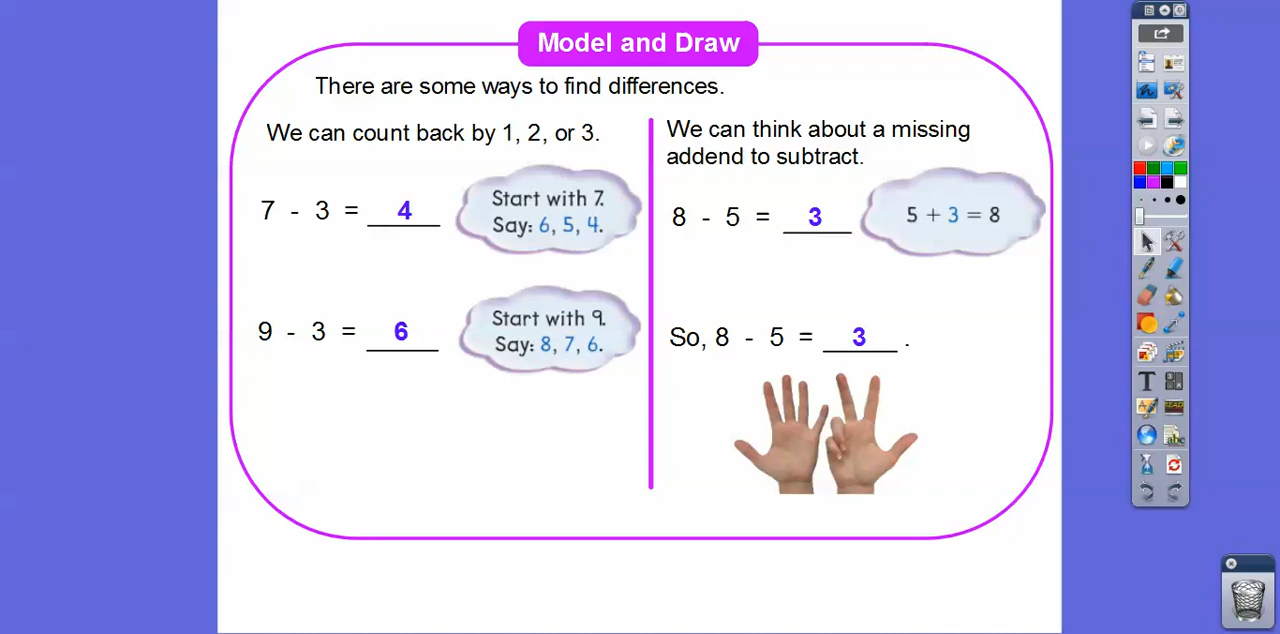 Model and Draw
There are some ways to find differences.
We can count back by 1, 2, or 3.
7 - 3 = 4
Start with 7.
Say: 6, 5, 4.
9 - 3 = 6
Start with 9.
Say: 8, 7, 6.
We can think about a missing
addend to subtract.
8 - 5 = 3
5 + 3 = 8
So, 8 - 5 = 3 .
T
abc